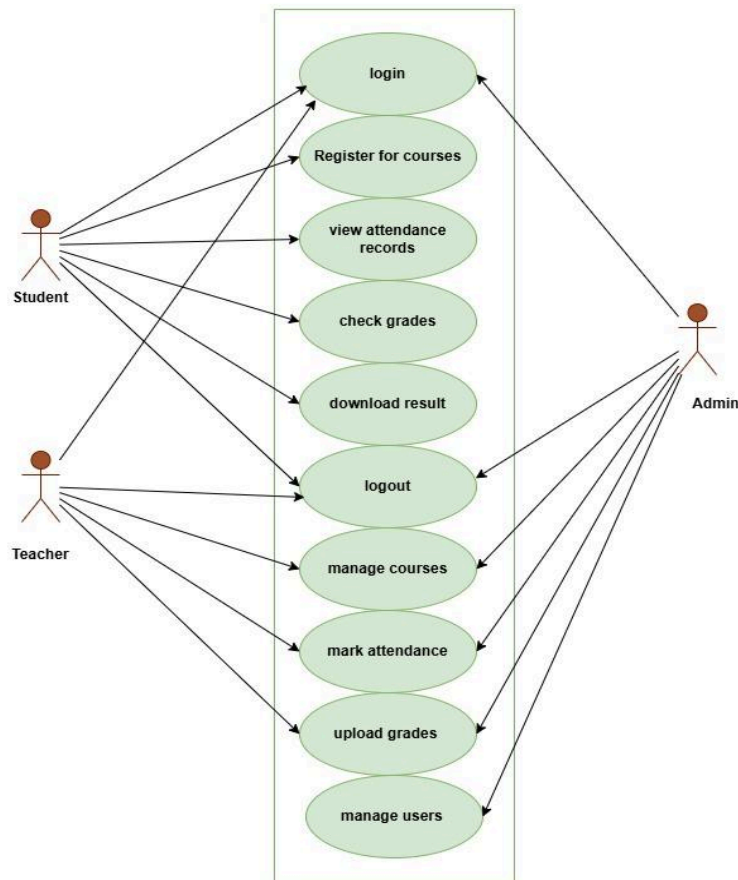 login
Register for courses
view attendance
records
Student
check grades
Admin
download result
logout
Teacher
manage courses
mark attendance
upload grades
manage users